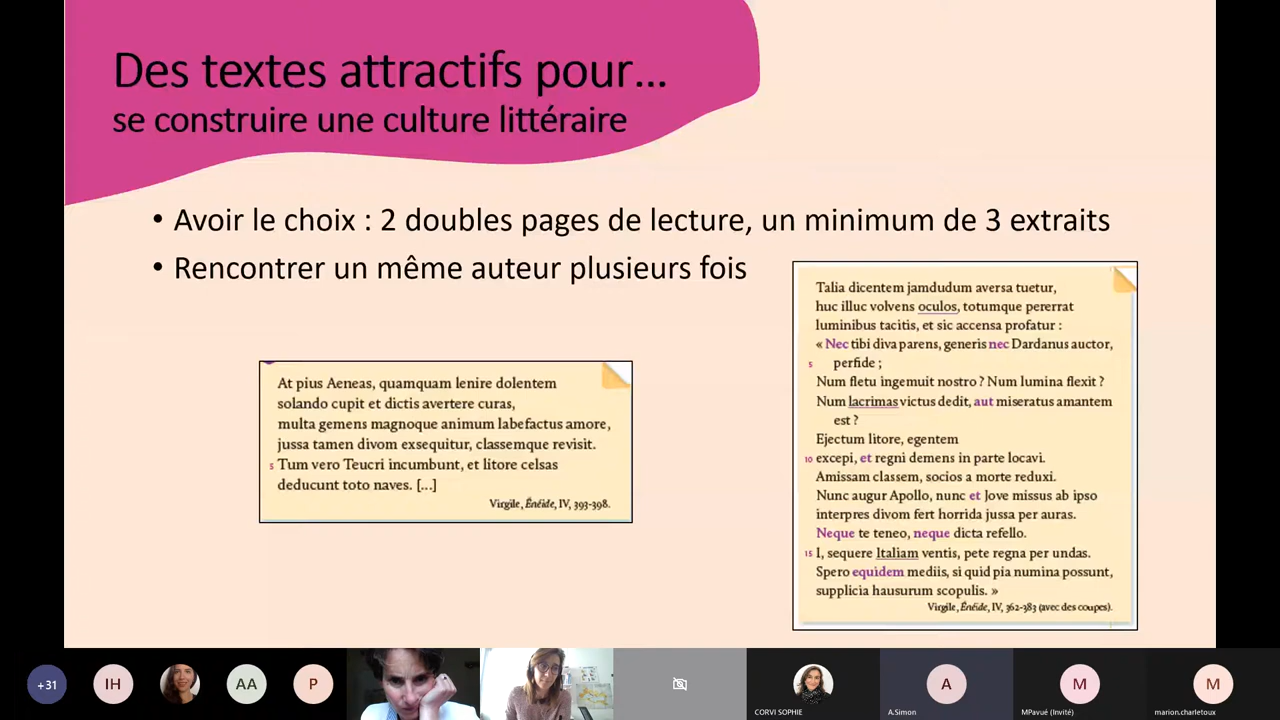 Des textes attractifs pour…
se construire une culture littéraire
• Avoir le choix : 2 doubles pages de lecture, un minimum de 3 extraits
• Rencontrer un même auteur plusieurs fois
At pius Aeneas, quamquam lenire dolentem
solando cupit et dictis avertere curas,
multa gemens magnoque animum labefactus amore,
jussa tamen divom exsequitur, classemque revisit.
5 Tum vero Teucri incumbunt, et litore celsas
deducunt toto naves. [...]
Virgile, Énéide, IV, 393-398.
Talia dicentem jamdudum aversa tuetur,
huc illuc volvens oculos, totumque pererrat
luminibus tacitis, et sic accensa profatur :
« Nec tibi diva parens, generis nec Dardanus auctor,
5 perfide ;
Num fletu ingemuit nostro ? Num lumina flexit ?
Num lacrimas victus dedit, aut miseratus amantem
est ?
Ejectum litore, egentem
10 excepi, et regni demens in parte locavi.
Amissam classem, socios a morte reduxi.
Nunc augur Apollo, nunc et Jove missus ab ipso
interpres divom fert horrida jussa per auras.
Neque te teneo, neque dicta refello.
15 I, sequere Italiam ventis, pete regna per undas.
Spero equidem mediis, si quid pia numina possunt,
supplicia hausurum scopulis. »
Virgile, Énéide, IV, 362-383 (avec des coupes).
+31
IH
AA
P
CORVI SOPHIE
A
A.Simon
M
MPavué (Invité)
M
marion.charletoux